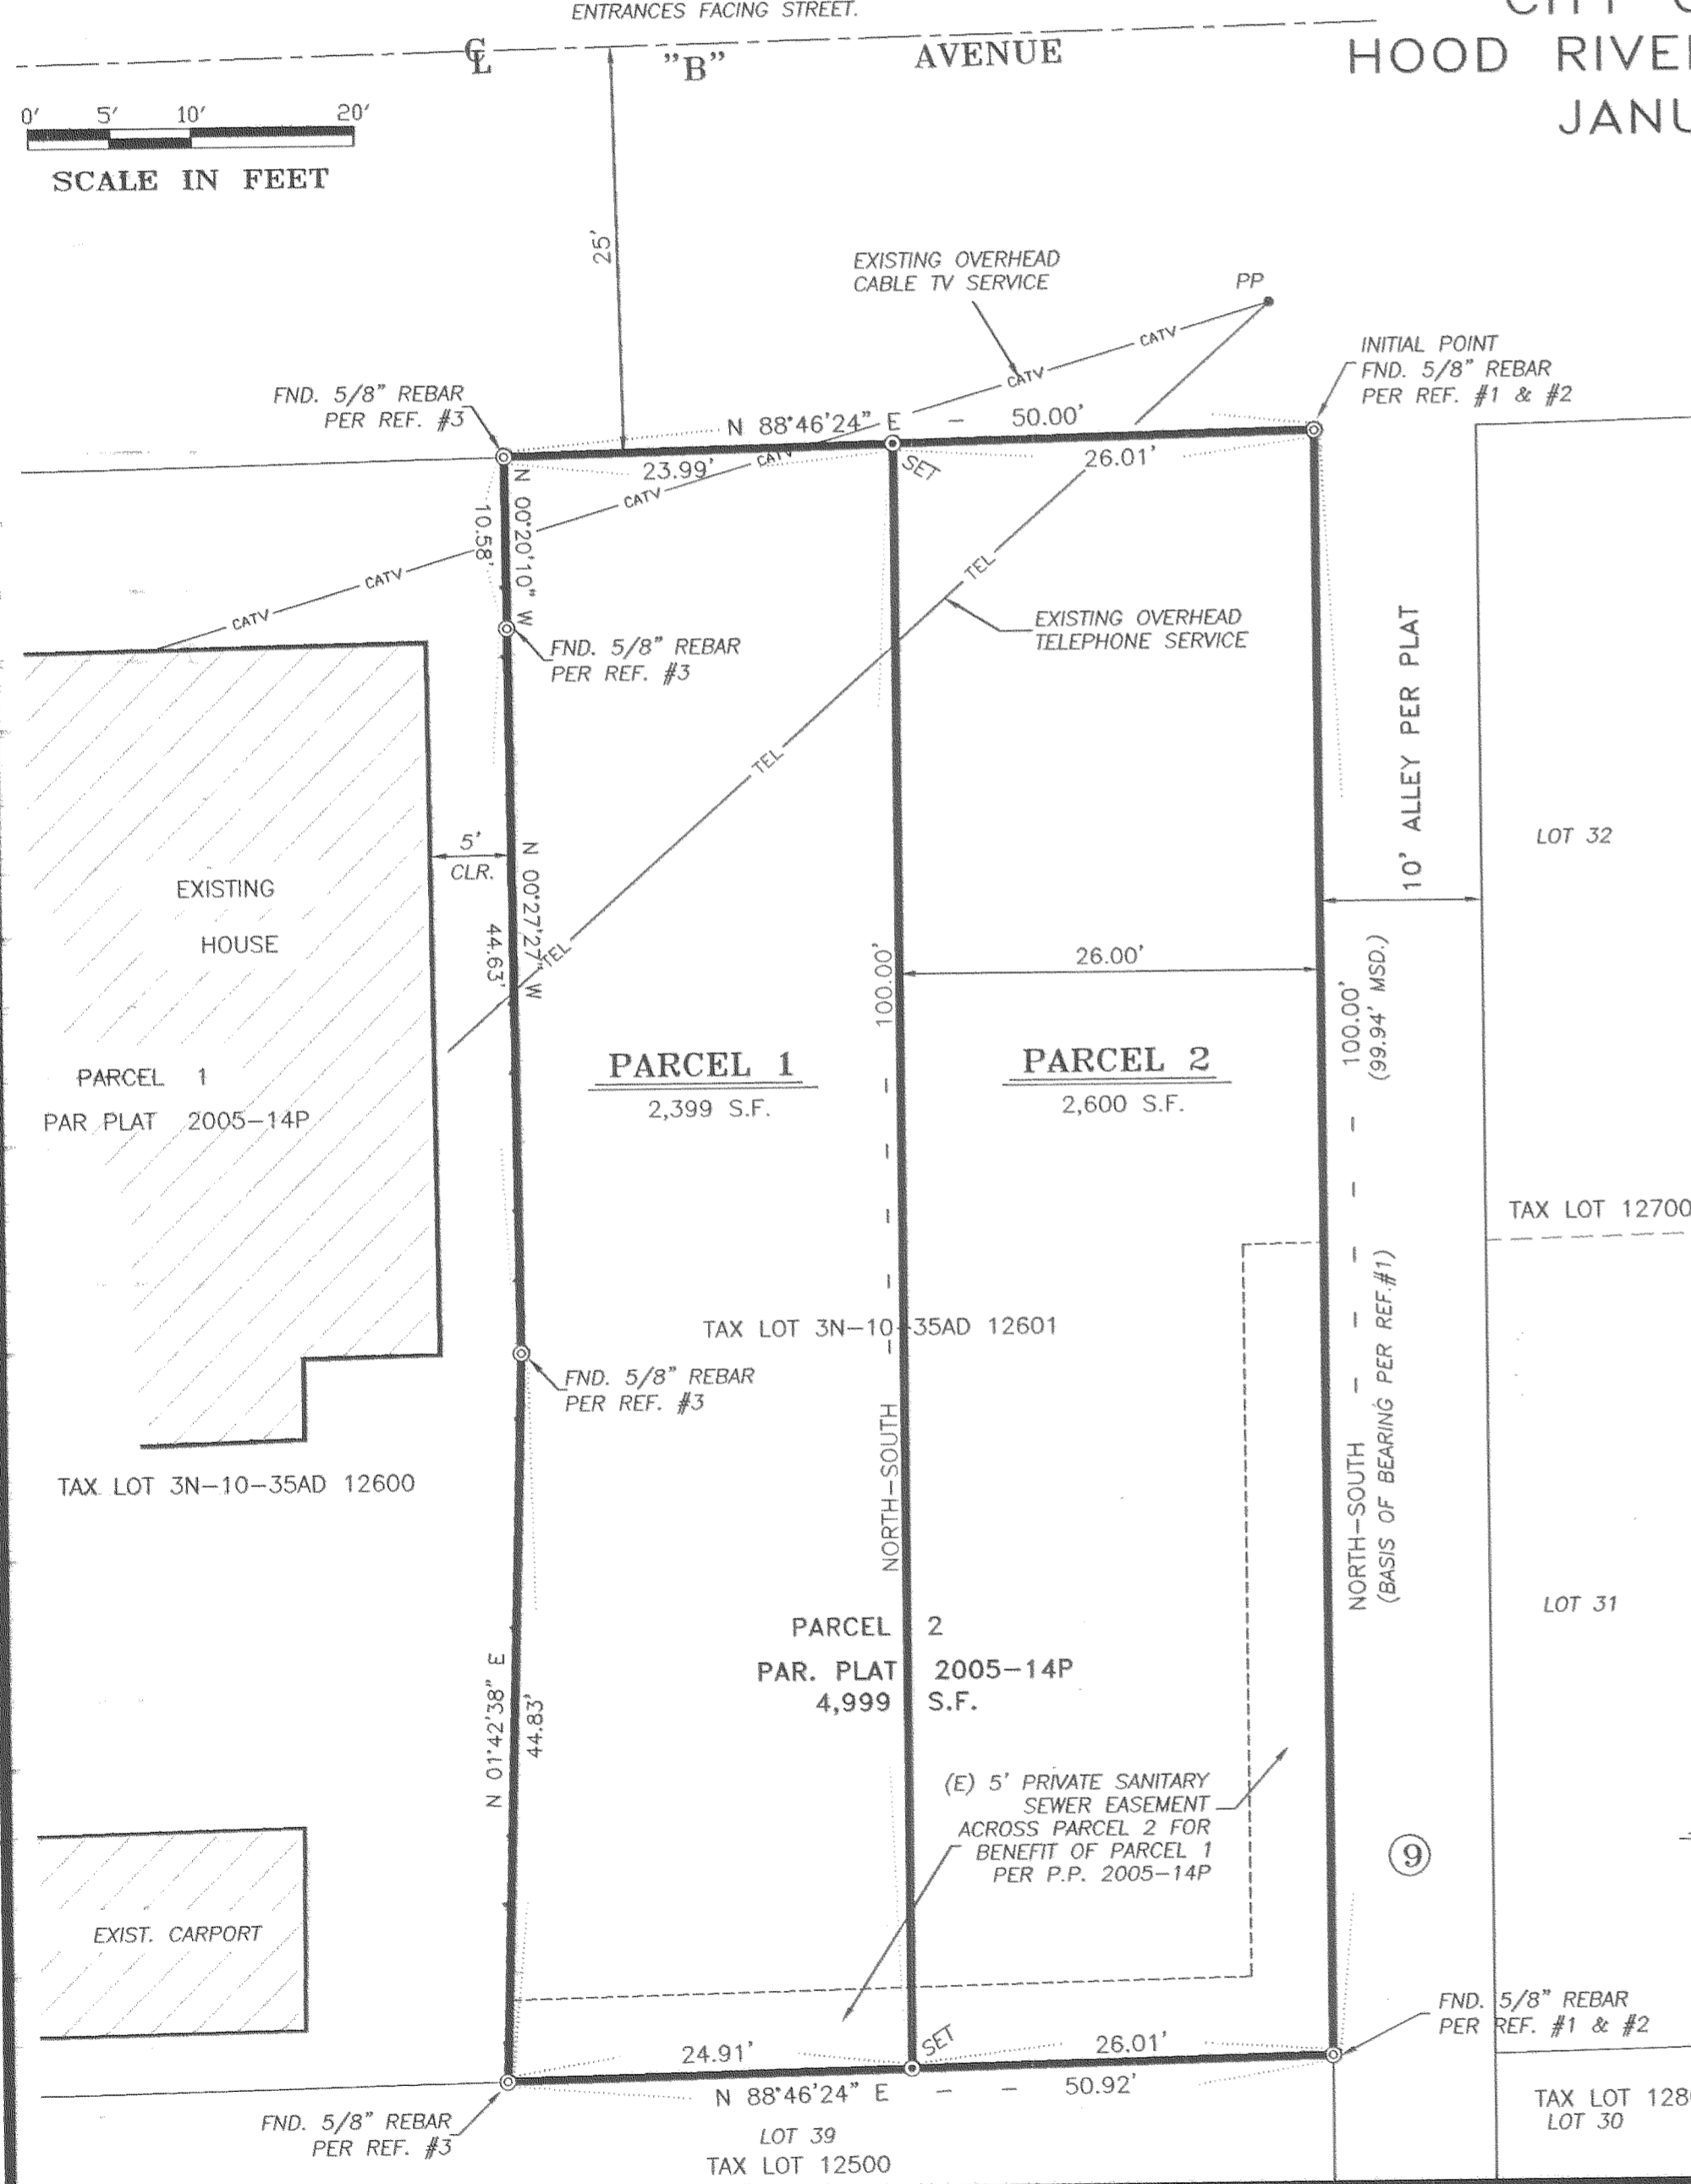 ENTRANCES FACING STREET.
HOOD
JANU
℄ "B" AVENUE
0' 5' 10' 20'
SCALE IN FEET
25'
EXISTING OVERHEAD
CABLE TV SERVICE
PP
CATV
CATV
INITIAL POINT
FND. 5/8" REBAR
PER REF. #1 & #2
FND. 5/8" REBAR
PER REF. #3
N 88°46'24" E – 50.00'
23.99'
CATV
SET
26.01'
CATV
N 00°20'10" W
10.58'
CATV
CATV
TEL
EXISTING OVERHEAD
TELEPHONE SERVICE
FND. 5/8" REBAR
PER REF. #3
10' ALLEY PER PLAT
TEL
LOT 32
5'
CLR.
N 00°27'27" W
44.63'
TEL
EXISTING
HOUSE
26.00'
100.00'
NORTH-SOUTH
100.00'
(99.94' MSD.)
NORTH-SOUTH
(BASIS OF BEARING PER REF.#1)
PARCEL 1
2,399 S.F.
PARCEL 2
2,600 S.F.
PARCEL 1
PAR PLAT 2005-14P
TAX LOT 12700
TAX LOT 3N-10-35AD 12601
FND. 5/8" REBAR
PER REF. #3
TAX LOT 3N-10-35AD 12600
LOT 31
PARCEL 2
PAR. PLAT 2005-14P
4,999 S.F.
N 01°42'38" E
44.83'
(E) 5' PRIVATE SANITARY
SEWER EASEMENT
ACROSS PARCEL 2 FOR
BENEFIT OF PARCEL 1
PER P.P. 2005-14P
9
EXIST. CARPORT
FND. 5/8" REBAR
PER REF. #1 & #2
24.91'
SET
26.01'
N 88°46'24" E – – 50.92'
FND. 5/8" REBAR
PER REF. #3
LOT 39
TAX LOT 12500
TAX LOT 128
LOT 30